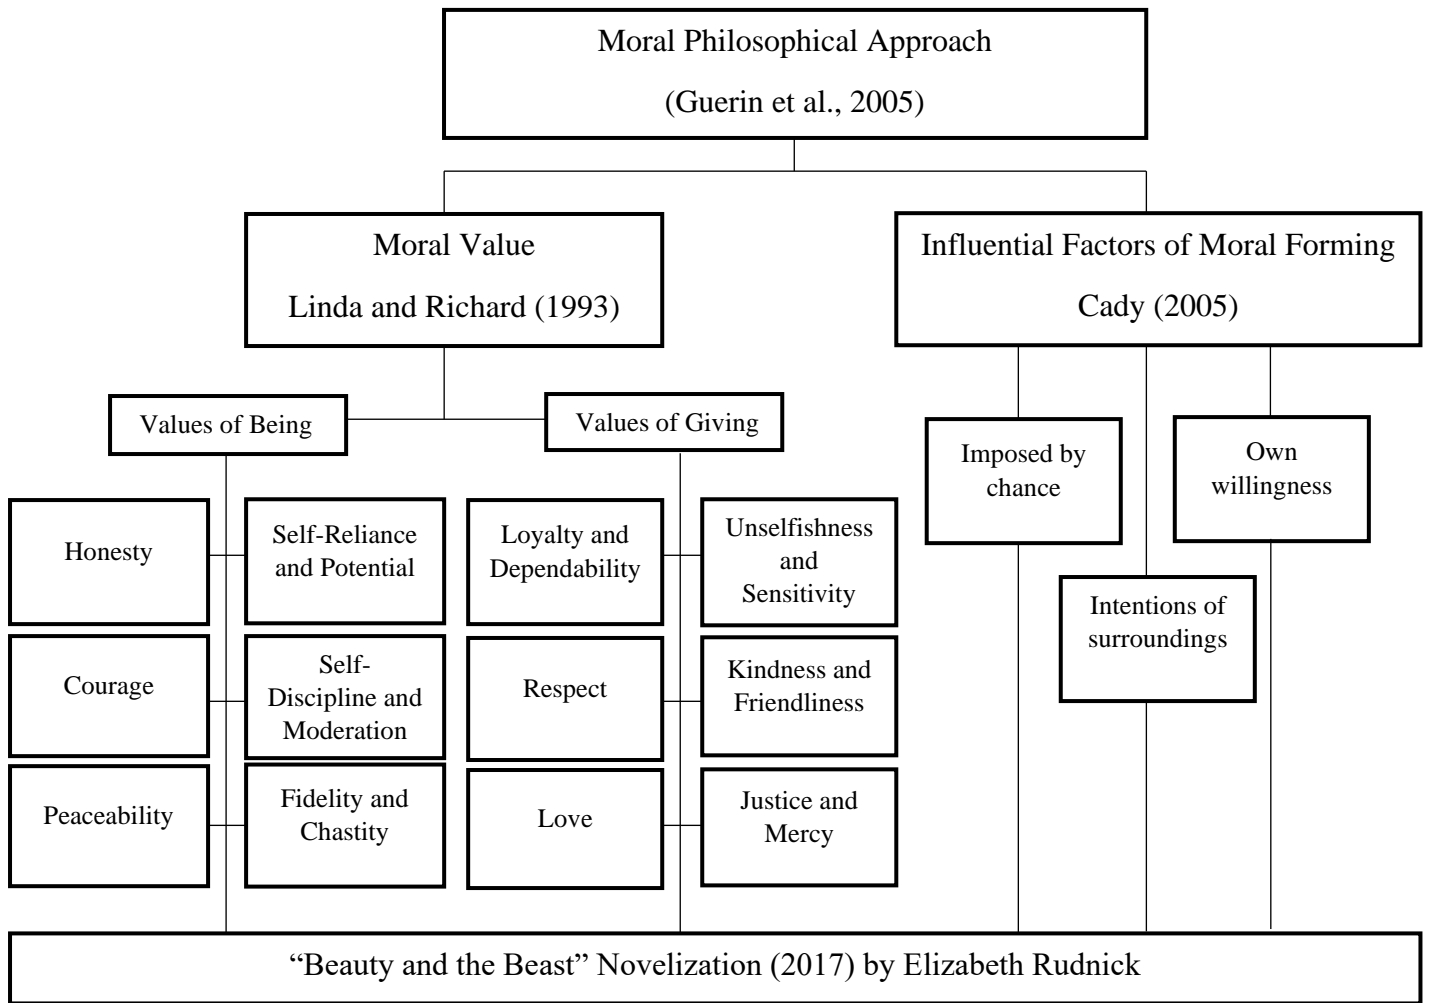 Moral Philosophical Approach
(Guerin et al., 2005)
Moral Value
Linda and Richard (1993)
Influential Factors of Moral Forming
Cady (2005)
Values of Being
Values of Giving
Imposed by
chance
Own
willingness
Intentions of
surroundings
Honesty
Self-Reliance
and Potential
Loyalty and
Dependability
Unselfishness
and
Sensitivity
Courage
Self-
Discipline and
Moderation
Respect
Kindness and
Friendliness
Peaceability
Fidelity and
Chastity
Love
Justice and
Mercy
“Beauty and the Beast” Novelization (2017) by Elizabeth Rudnick